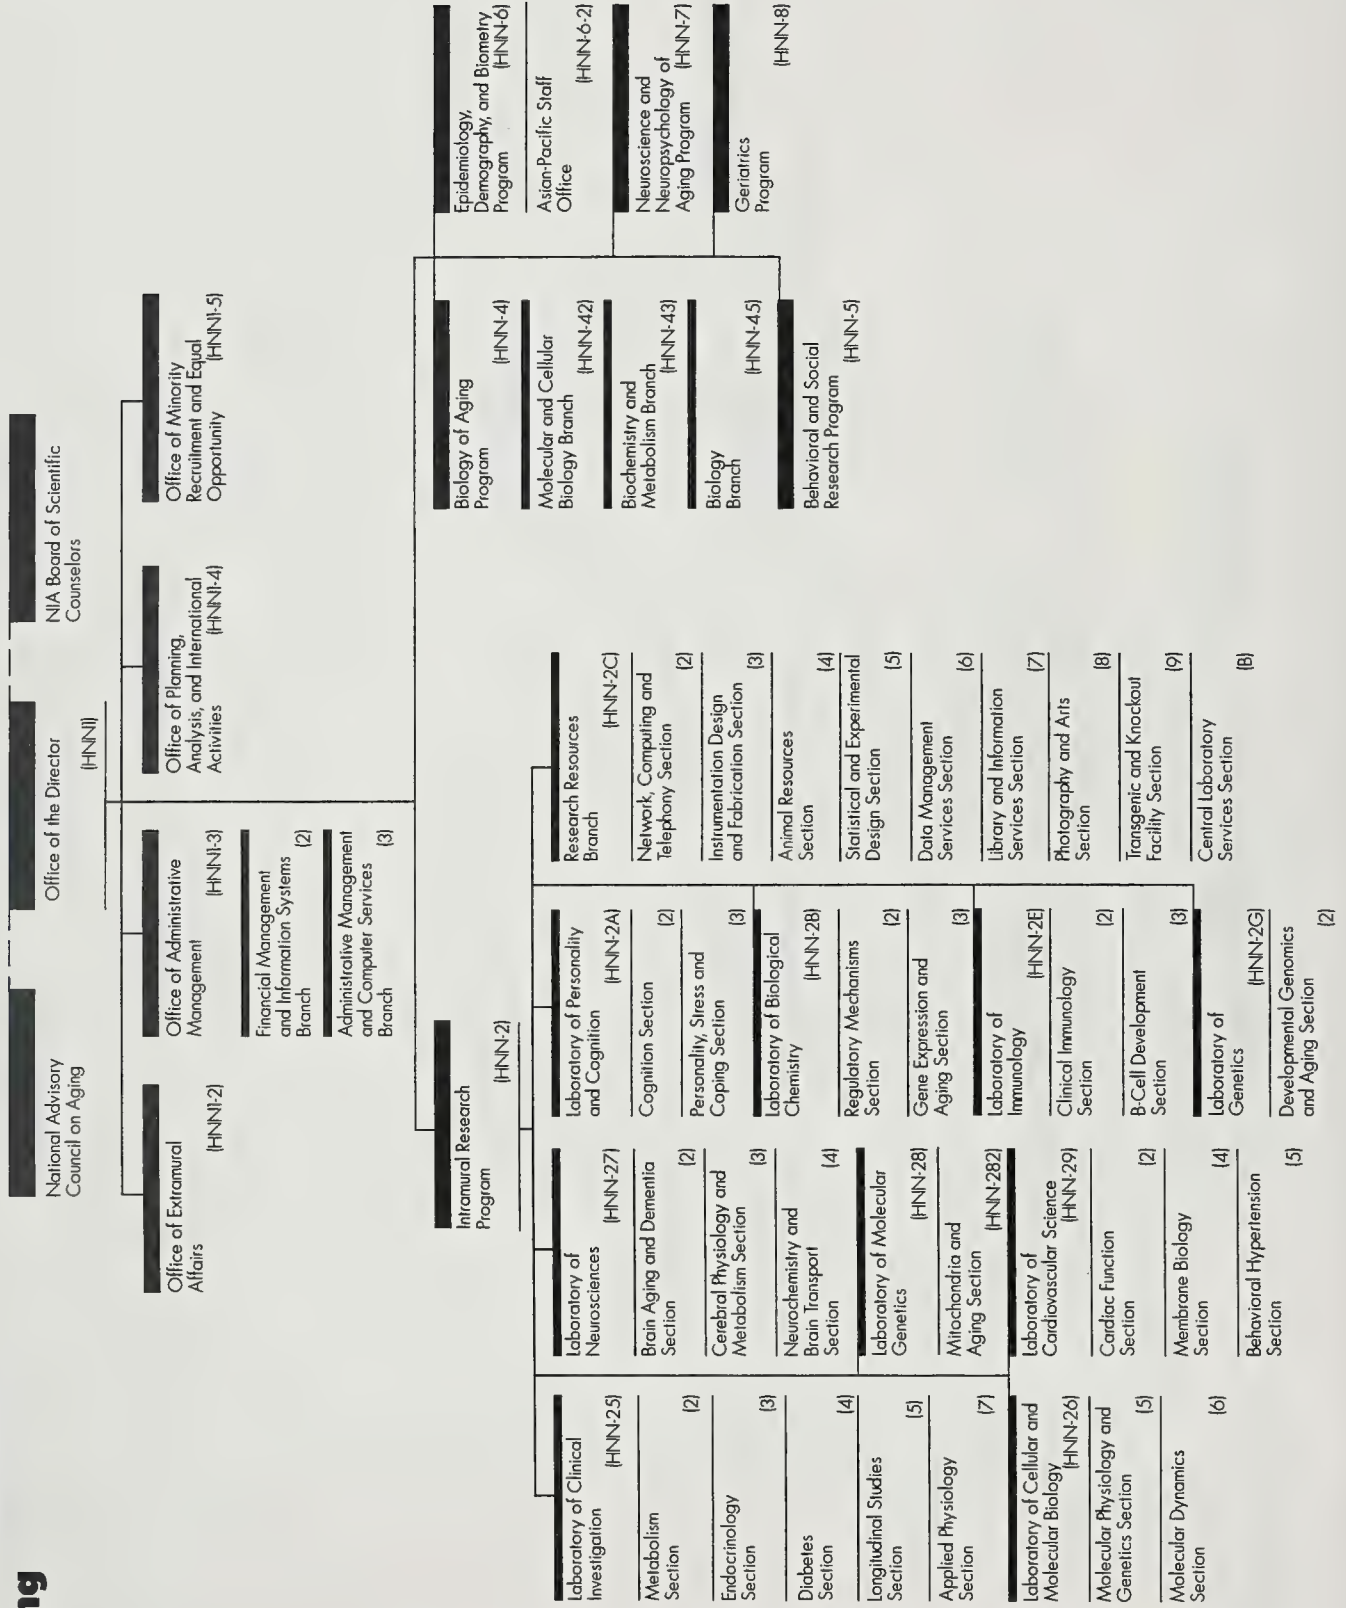 ng
National Advisory
Council on Aging
Office of the Director
(HNN1)
NIA Board of Scientific
Counselors
Office of Extramural
Affairs
(HNN1-2)
Office of Administrative
Management
(HNN1-3)
Financial Management
and Information Systems
Branch
(2)
Administrative Management
and Computer Services
Branch
(3)
Office of Planning,
Analysis, and International
Activities
(HNN1-4)
Office of Minority
Recruitment and Equal
Opportunity
(HNN1-5)
Intramural Research
Program
(HNN-2)
Laboratory of Clinical
Investigation
(HNN-25)
Metabolism
Section
(2)
Endocrinology
Section
(3)
Diabetes
Section
(4)
Longitudinal Studies
Section
(5)
Applied Physiology
Section
(7)
Laboratory of Cellular and
Molecular Biology
(HNN-26)
Molecular Physiology and
Genetics Section
(5)
Molecular Dynamics
Section
(6)
Laboratory of
Neurosciences
(HNN-27)
Brain Aging and Dementia
Section
(2)
Cerebral Physiology and
Metabolism Section
(3)
Neurochemistry and
Brain Transport
Section
(4)
Laboratory of Molecular
Genetics
(HNN-28)
Mitochondria and
Aging Section
(HNN-282)
Laboratory of
Cardiovascular Science
(HNN-29)
Cardiac Function
Section
(2)
Membrane Biology
Section
(4)
Behavioral Hypertension
Section
(5)
Laboratory of Personality
and Cognition
(HNN-2A)
Cognition Section
(2)
Personality, Stress and
Coping Section
(3)
Laboratory of Biological
Chemistry
(HNN-2B)
Regulatory Mechanisms
Section
(2)
Gene Expression and
Aging Section
(3)
Laboratory of
Immunology
(HNN-2E)
Clinical Immunology
Section
(2)
B-Cell Development
Section
(3)
Laboratory of
Genetics
(HNN-2G)
Developmental Genomics
and Aging Section
(2)
Research Resources
Branch
(HNN-2C)
Network, Computing and
Telephony Section
(2)
Instrumentation Design
and Fabrication Section
(3)
Animal Resources
Section
(4)
Statistical and Experimental
Design Section
(5)
Data Management
Services Section
(6)
Library and Information
Services Section
(7)
Photography and Arts
Section
(8)
Transgenic and Knockout
Facility Section
(9)
Central Laboratory
Services Section
(B)
Biology of Aging
Program
(HNN-4)
Molecular and Cellular
Biology Branch
(HNN-42)
Biochemistry and
Metabolism Branch
(HNN-43)
Biology
Branch
(HNN-45)
Behavioral and Social
Research Program
(HNN-5)
Epidemiology,
Demography, and Biometry
Program
(HNN-6)
Asian-Pacific Staff
Office
(HNN-6-2)
Neuroscience and
Neuropsychology of
Aging Program
(HNN-7)
Geriatrics
Program
(HNN-8)